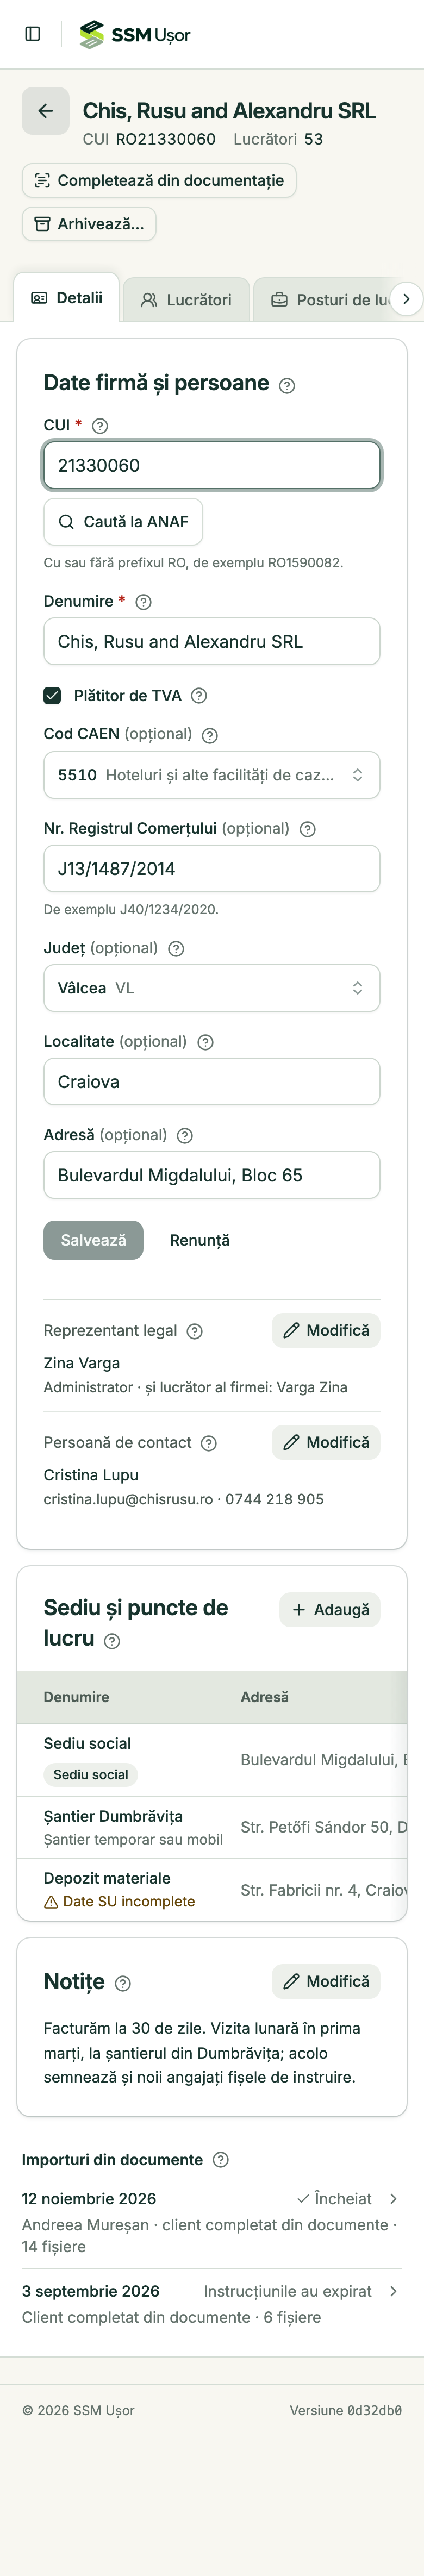 SSM Ușor
Chis, Rusu and Alexandru SRL
CUI RO21330060 Lucrători 53
Completează din documentație
Arhivează...
Detalii
Lucrători
Posturi de
Date firmă și persoane
CUI *
21330060
Caută la ANAF
Cu sau fără prefixul RO, de exemplu RO1590082.
Denumire *
Chis, Rusu and Alexandru SRL
Plătitor de TVA
Cod CAEN (opțional)
5510 Hoteluri și alte facilități de caz...
Nr. Registrul Comerțului (opțional)
J13/1487/2014
De exemplu J40/1234/2020.
Județ (opțional)
Vâlcea VL
Localitate (opțional)
Craiova
Adresă (opțional)
Bulevardul Migdalului, Bloc 65
Salvează Renunță
Reprezentant legal
Modifică
Zina Varga
Administrator · și lucrător al firmei: Varga Zina
Persoană de contact
Modifică
Cristina Lupu
cristina.lupu@chisrusu.ro · 0744 218 905
Sediu și puncte de
lucru
Adaugă
Denumire Adresă
Sediu social
Sediu social
Bulevardul Migdalului,
Șantier Dumbrăvița
Șantier temporar sau mobil
Str. Petőfi Sándor 50, D
Depozit materiale
Date SU incomplete
Str. Fabricii nr. 4, Craiov
Notițe
Modifică
Facturăm la 30 de zile. Vizita lunară în prima
marți, la șantierul din Dumbrăvița; acolo
semnează și noii angajați fișele de instruire.
Importuri din documente
12 noiembrie 2026 Încheiat
Andreea Mureșan · client completat din documente ·
14 fișiere
3 septembrie 2026 Instrucțiunile au expirat
Client completat din documente · 6 fișiere
© 2026 SSM Ușor Versiune 0d32db0